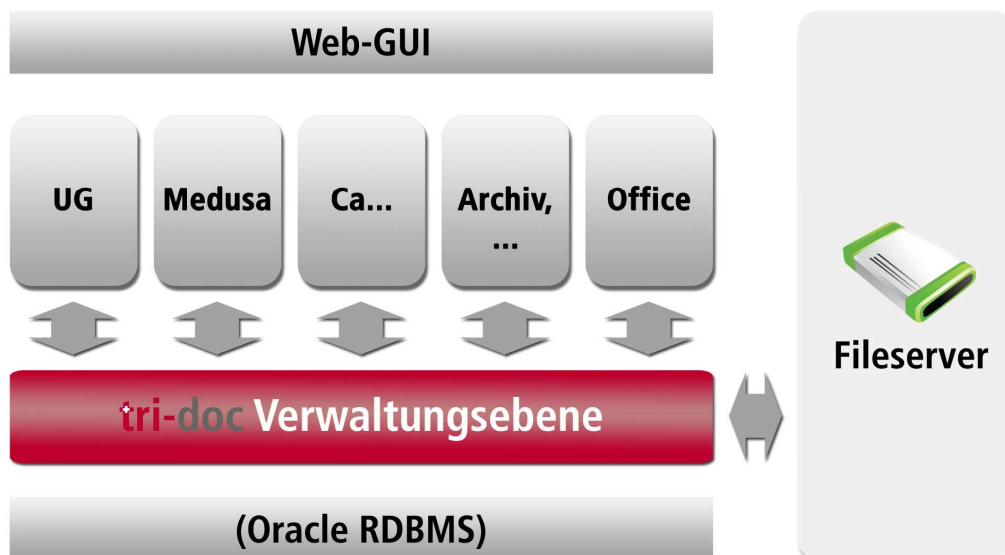 Web-GUI
UG
Medusa
Ca...
Archiv,
...
Office
Fileserver
tri-doc Verwaltungsebene
(Oracle RDBMS)